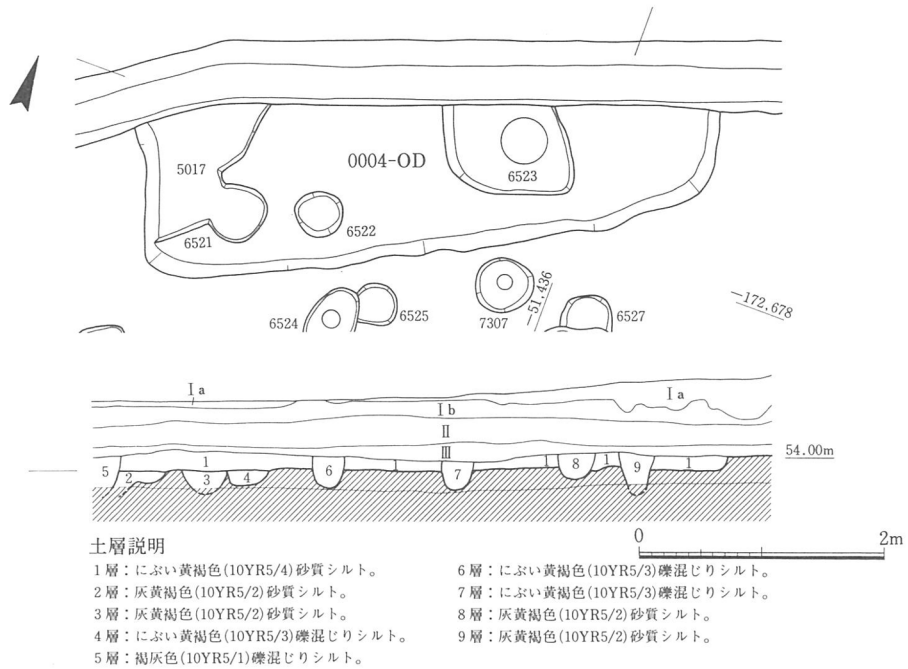 5017
0004-OD
6523
6522
6521
6524
6525
7307
−51,436
6527
−172,678
Ⅰa
Ⅰb
Ⅰa
Ⅱ
Ⅲ
54.00m
5
2
1
3
4
6
1
7
1
8
1
9
1
0
2m
土層説明
1層：にぶい黄褐色(10YR5/4)砂質シルト。
2層：灰黄褐色(10YR5/2)砂質シルト。
3層：灰黄褐色(10YR5/2)砂質シルト。
4層：にぶい黄褐色(10YR5/3)礫混じりシルト。
5層：褐灰色(10YR5/1)礫混じりシルト。
6層：にぶい黄褐色(10YR5/3)礫混じりシルト。
7層：にぶい黄褐色(10YR5/3)礫混じりシルト。
8層：灰黄褐色(10YR5/2)砂質シルト。
9層：灰黄褐色(10YR5/2)砂質シルト。